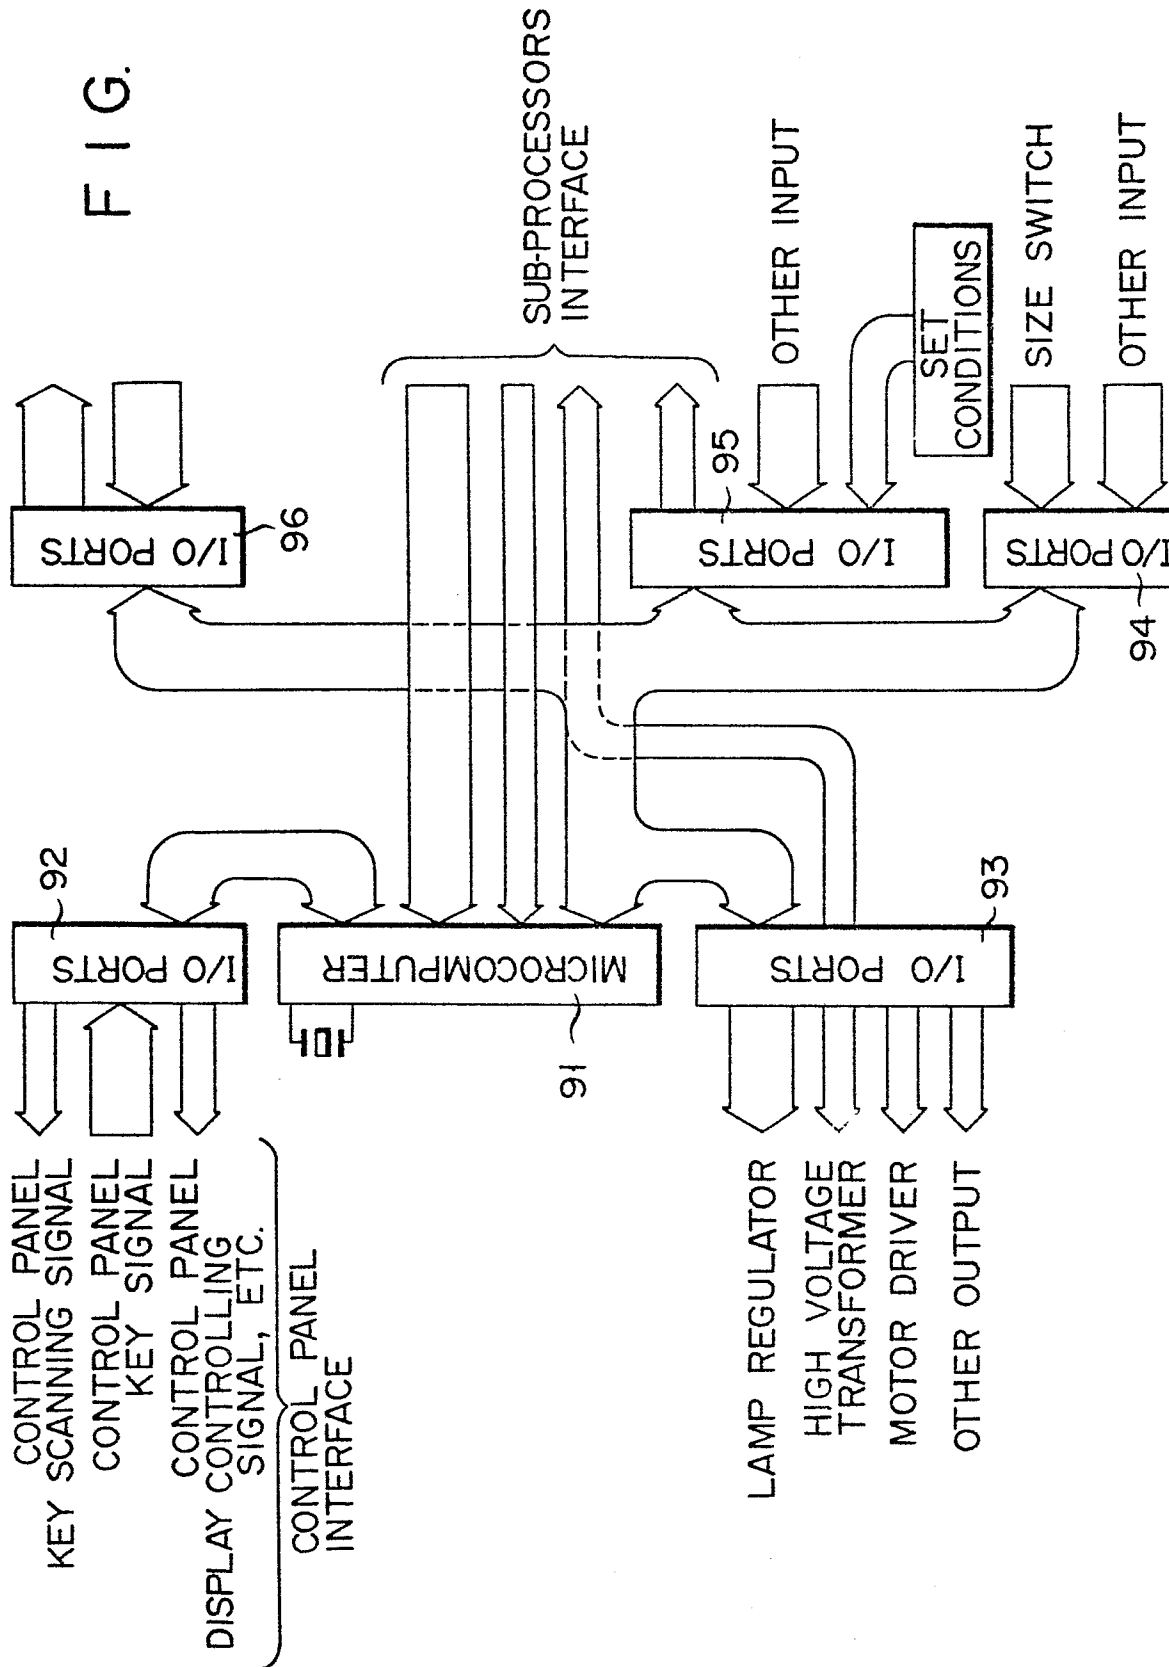 FIG.
CONTROL PANEL
KEY SCANNING SIGNAL
CONTROL PANEL
KEY SIGNAL
CONTROL PANEL
DISPLAY CONTROLLING
SIGNAL, ETC.
CONTROL PANEL
INTERFACE
LAMP REGULATOR
HIGH VOLTAGE
TRANSFORMER
MOTOR DRIVER
OTHER OUTPUT
I/O PORTS
92
MICROCOMPUTER
91
I/O PORTS
93
I/O PORTS
96
I/O PORTS
95
I/O PORTS
94
SUB-PROCESSORS
INTERFACE
OTHER INPUT
SET
CONDITIONS
SIZE SWITCH
OTHER INPUT